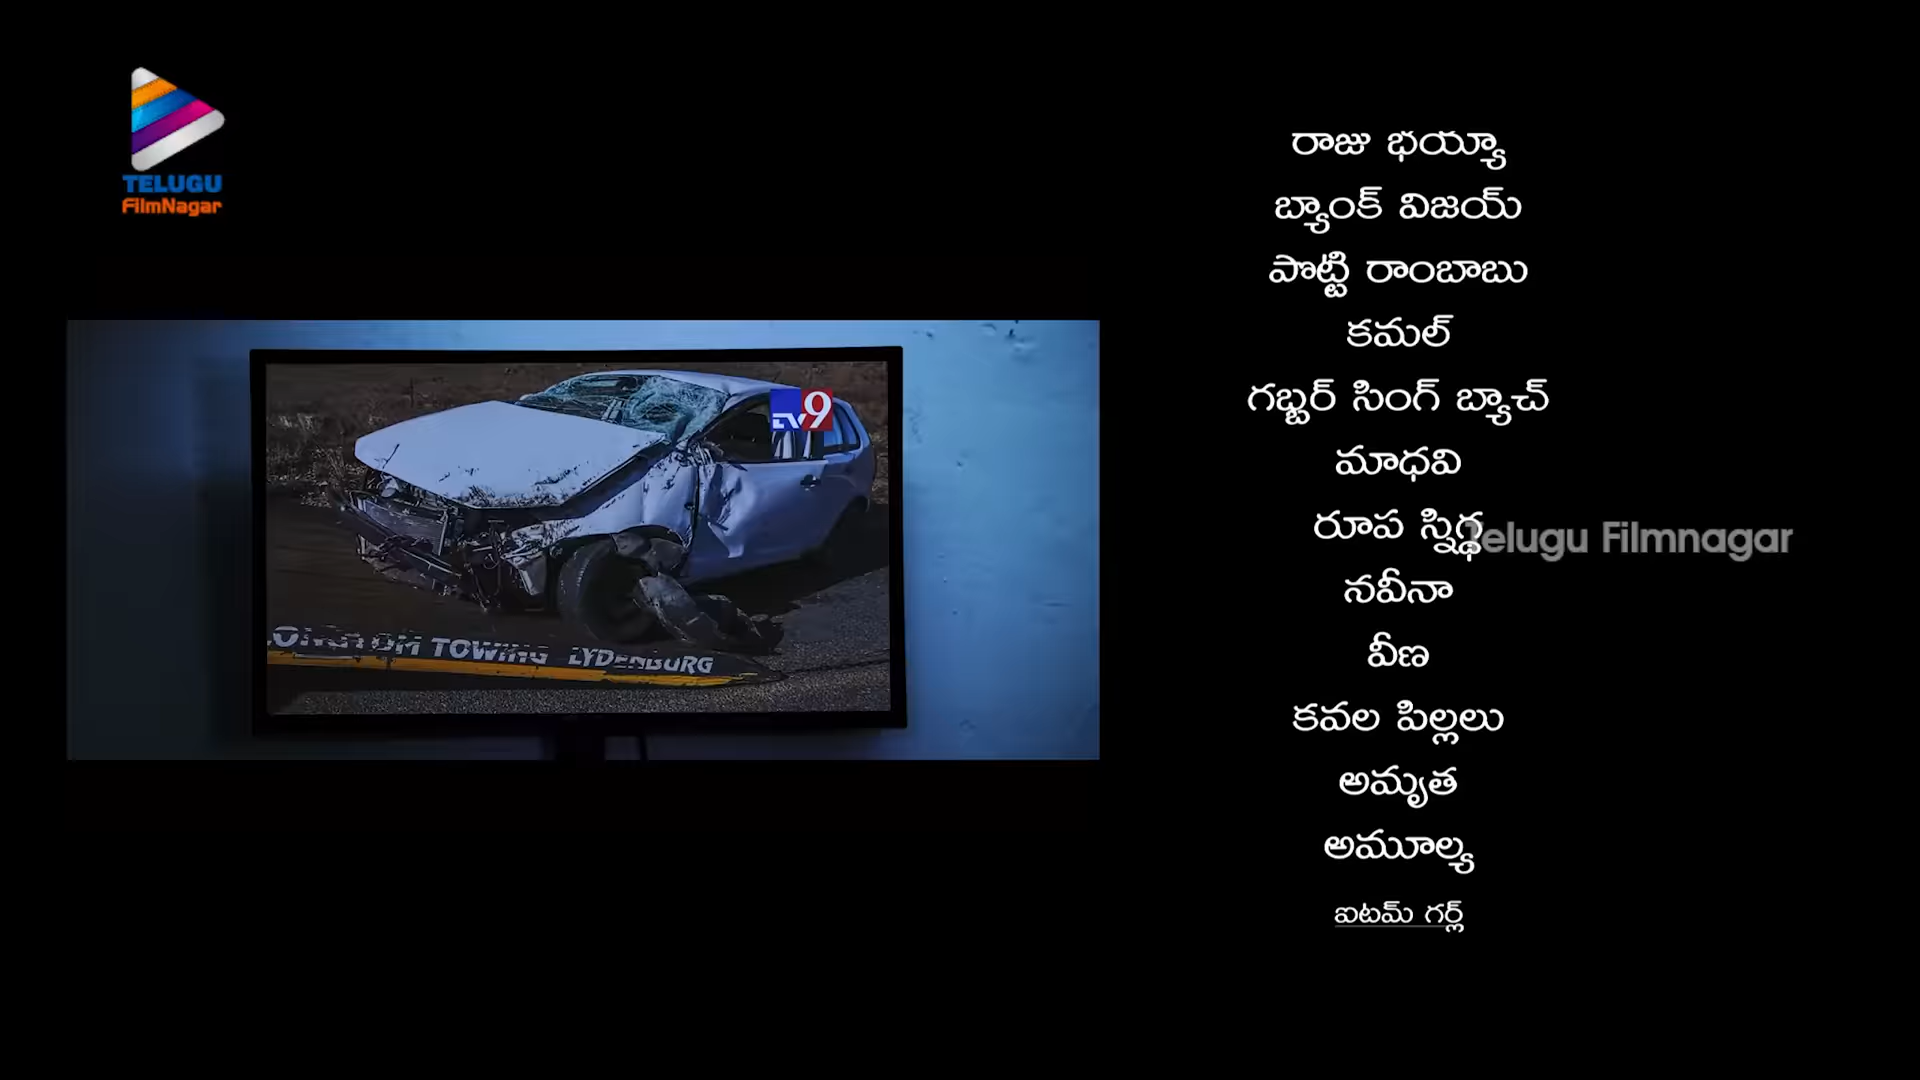 TELUGU
FilmNagar
TV9
TOWING LYDENBURG
రాజు భయ్యా
బ్యాంక్ విజయ్
పొట్టి రాంబాబు
కమల్
గబ్బర్ సింగ్ బ్యాచ్
మాధవి
రూప స్నిగ్ధ
నవీనా
వీణ
కవల పిల్లలు
అమృత
అమూల్య
ఐటమ్ గర్ల్
Telugu Filmnagar